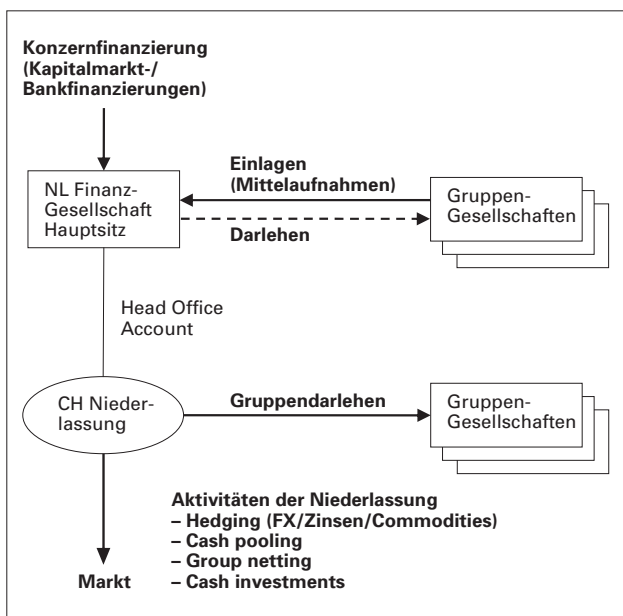 Konzernfinanzierung
(Kapitalmarkt-/
Bankfinanzierungen)
NL Finanz-
Gesellschaft
Hauptsitz
Einlagen
(Mittelaufnahmen)
Darlehen
Gruppen-
Gesellschaften
Head Office
Account
CH Nieder-
lassung
Gruppendarlehen
Gruppen-
Gesellschaften
Aktivitäten der Niederlassung
– Hedging (FX/Zinsen/Commodities)
– Cash pooling
– Group netting
– Cash investments
Markt